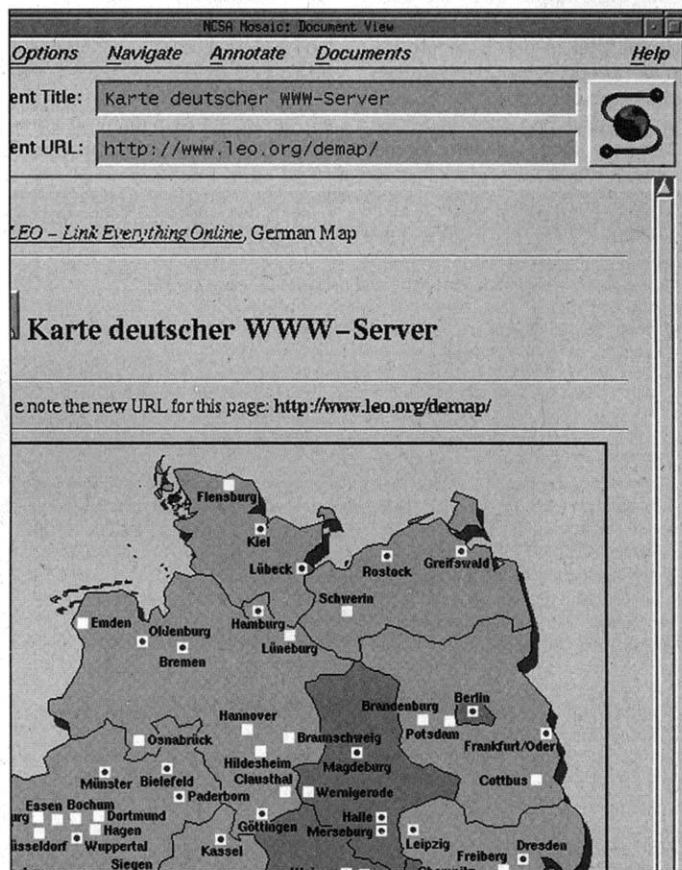 NCSA Mosaic: Document View
Options Navigate Annotate Documents Help
ent Title: Karte deutscher WWW-Server
ent URL: http://www.leo.org/demap/
LEO – Link Everything Online, German Map
Karte deutscher WWW–Server
e note the new URL for this page: http://www.leo.org/demap/
Flensburg
Kiel
Lübeck
Rostock
Greifswald
Schwerin
Emden
Hamburg
Oldenburg
Lüneburg
Bremen
Berlin
Brandenburg
Hannover
Potsdam
Osnabrück
Braunschweig
Frankfurt/Oder
Hildesheim
Magdeburg
Münster
Bielefeld
Clausthal
Cottbus
Paderborn
Wernigerode
Essen Bochum
urg
Dortmund
Göttingen
Halle
Hagen
Merseburg
üsseldorf
Wuppertal
Kassel
Leipzig
Dresden
Freiberg
Siegen